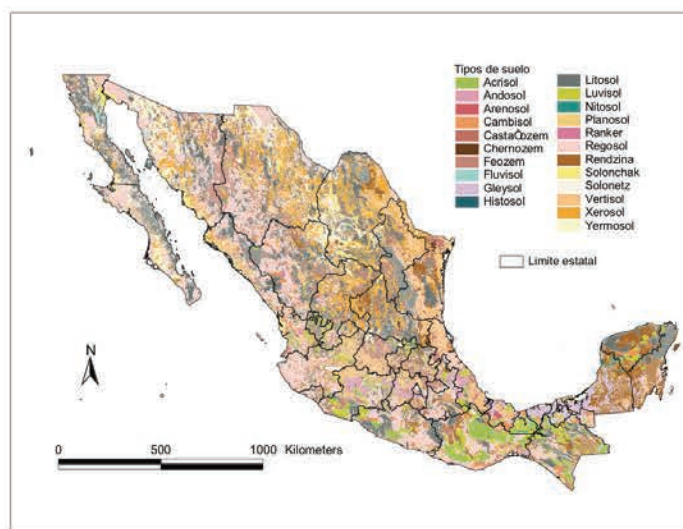 Tipos de suelo
Acrisol
Andosol
Arenosol
Cambisol
CastaÔozem
Chernozem
Feozem
Fluvisol
Gleysol
Histosol
Litosol
Luvisol
Nitosol
Planosol
Ranker
Regosol
Rendzina
Solonchak
Solonetz
Vertisol
Xerosol
Yermosol
Limite estatal
N
0 500 1000 Kilometers